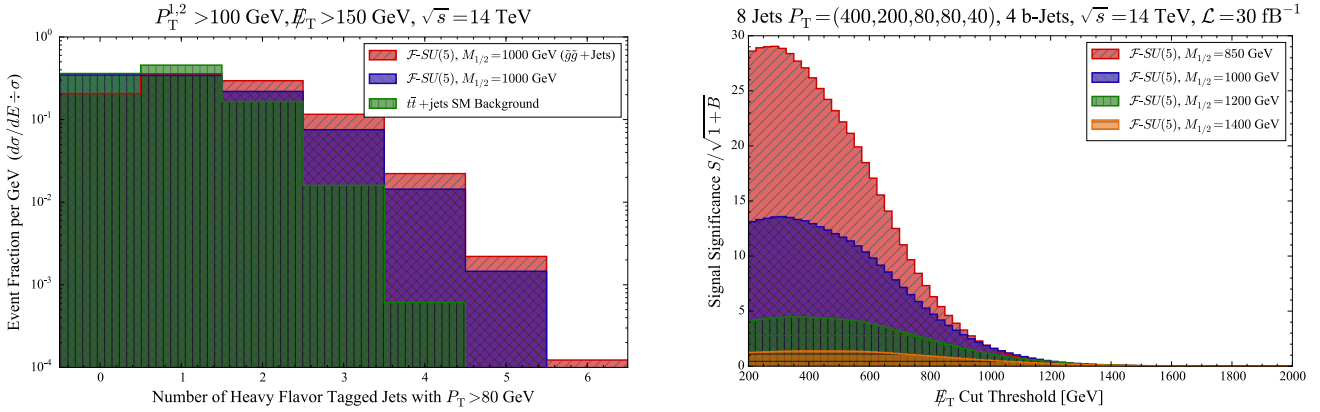 P_T^{1,2} >100 GeV, E̸_T >150 GeV, √s =14 TeV
Event Fraction per GeV (dσ/dE ÷ σ)
10^0
10^{-1}
10^{-2}
10^{-3}
10^{-4}
F-SU(5), M_{1/2}=1000 GeV (g̃g̃+Jets)
F-SU(5), M_{1/2}=1000 GeV
tt̄+jets SM Background
0 1 2 3 4 5 6
Number of Heavy Flavor Tagged Jets with P_T >80 GeV
8 Jets P_T=(400,200,80,80,40), 4 b-Jets, √s =14 TeV, L=30 fB^{-1}
Signal Significance S/√1+B
30
25
20
15
10
5
0
F-SU(5), M_{1/2}=850 GeV
F-SU(5), M_{1/2}=1000 GeV
F-SU(5), M_{1/2}=1200 GeV
F-SU(5), M_{1/2}=1400 GeV
200 400 600 800 1000 1200 1400 1600 1800 2000
E̸_T Cut Threshold [GeV]